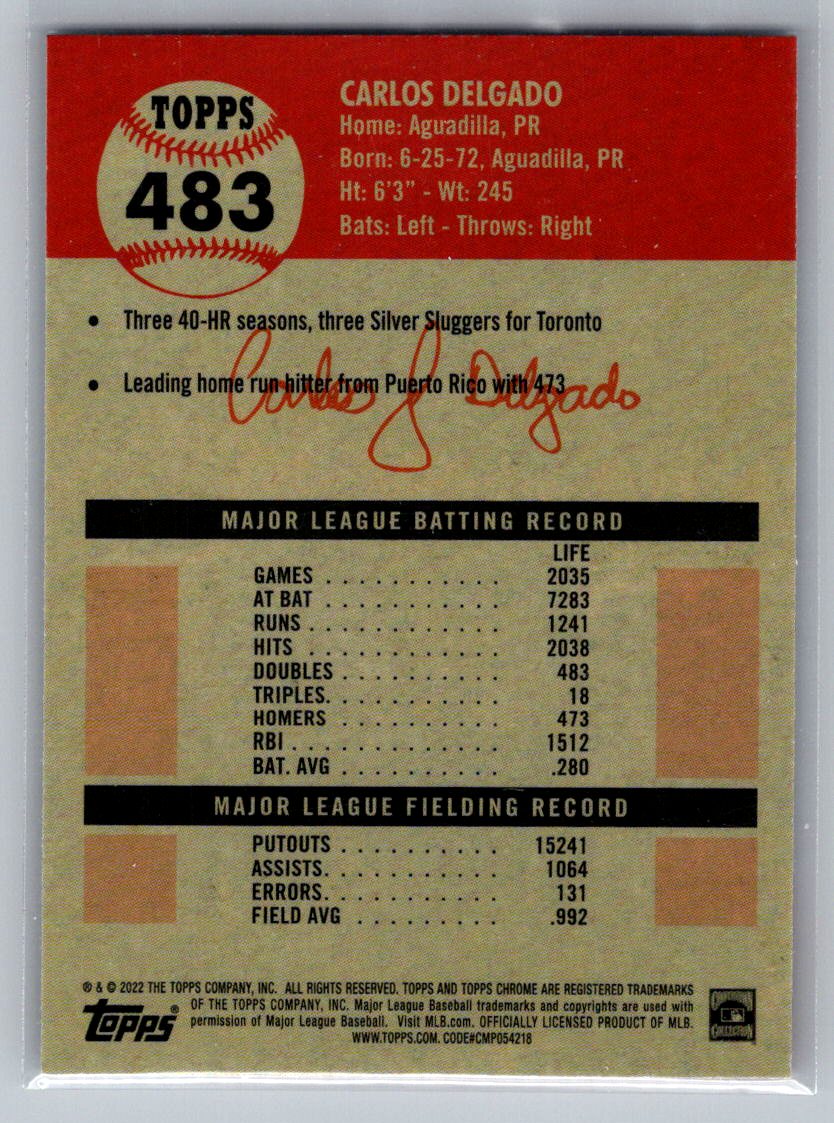 TOPPS
483
CARLOS DELGADO
Home: Aguadilla, PR
Born: 6-25-72, Aguadilla, PR
Ht: 6'3" - Wt: 245
Bats: Left - Throws: Right
• Three 40-HR seasons, three Silver Sluggers for Toronto
• Leading home run hitter from Puerto Rico with 473
Carlos J Delgado
MAJOR LEAGUE BATTING RECORD
LIFE
GAMES . . . . . . . . . . . 2035
AT BAT . . . . . . . . . . . 7283
RUNS . . . . . . . . . . . . 1241
HITS . . . . . . . . . . . 2038
DOUBLES . . . . . . . . . . 483
TRIPLES. . . . . . . . . . . 18
HOMERS . . . . . . . . . . 473
RBI . . . . . . . . . . . . . 1512
BAT. AVG . . . . . . . . . . .280
MAJOR LEAGUE FIELDING RECORD
PUTOUTS . . . . . . . . . . 15241
ASSISTS. . . . . . . . . . . 1064
ERRORS. . . . . . . . . . . 131
FIELD AVG . . . . . . . . . .992
® & © 2022 THE TOPPS COMPANY, INC. ALL RIGHTS RESERVED. TOPPS AND TOPPS CHROME ARE REGISTERED TRADEMARKS
OF THE TOPPS COMPANY, INC. Major League Baseball trademarks and copyrights are used with
permission of Major League Baseball. Visit MLB.com. OFFICIALLY LICENSED PRODUCT OF MLB.
WWW.TOPPS.COM. CODE#CMP054218
Topps®
COOPERSTOWN
COLLECTION